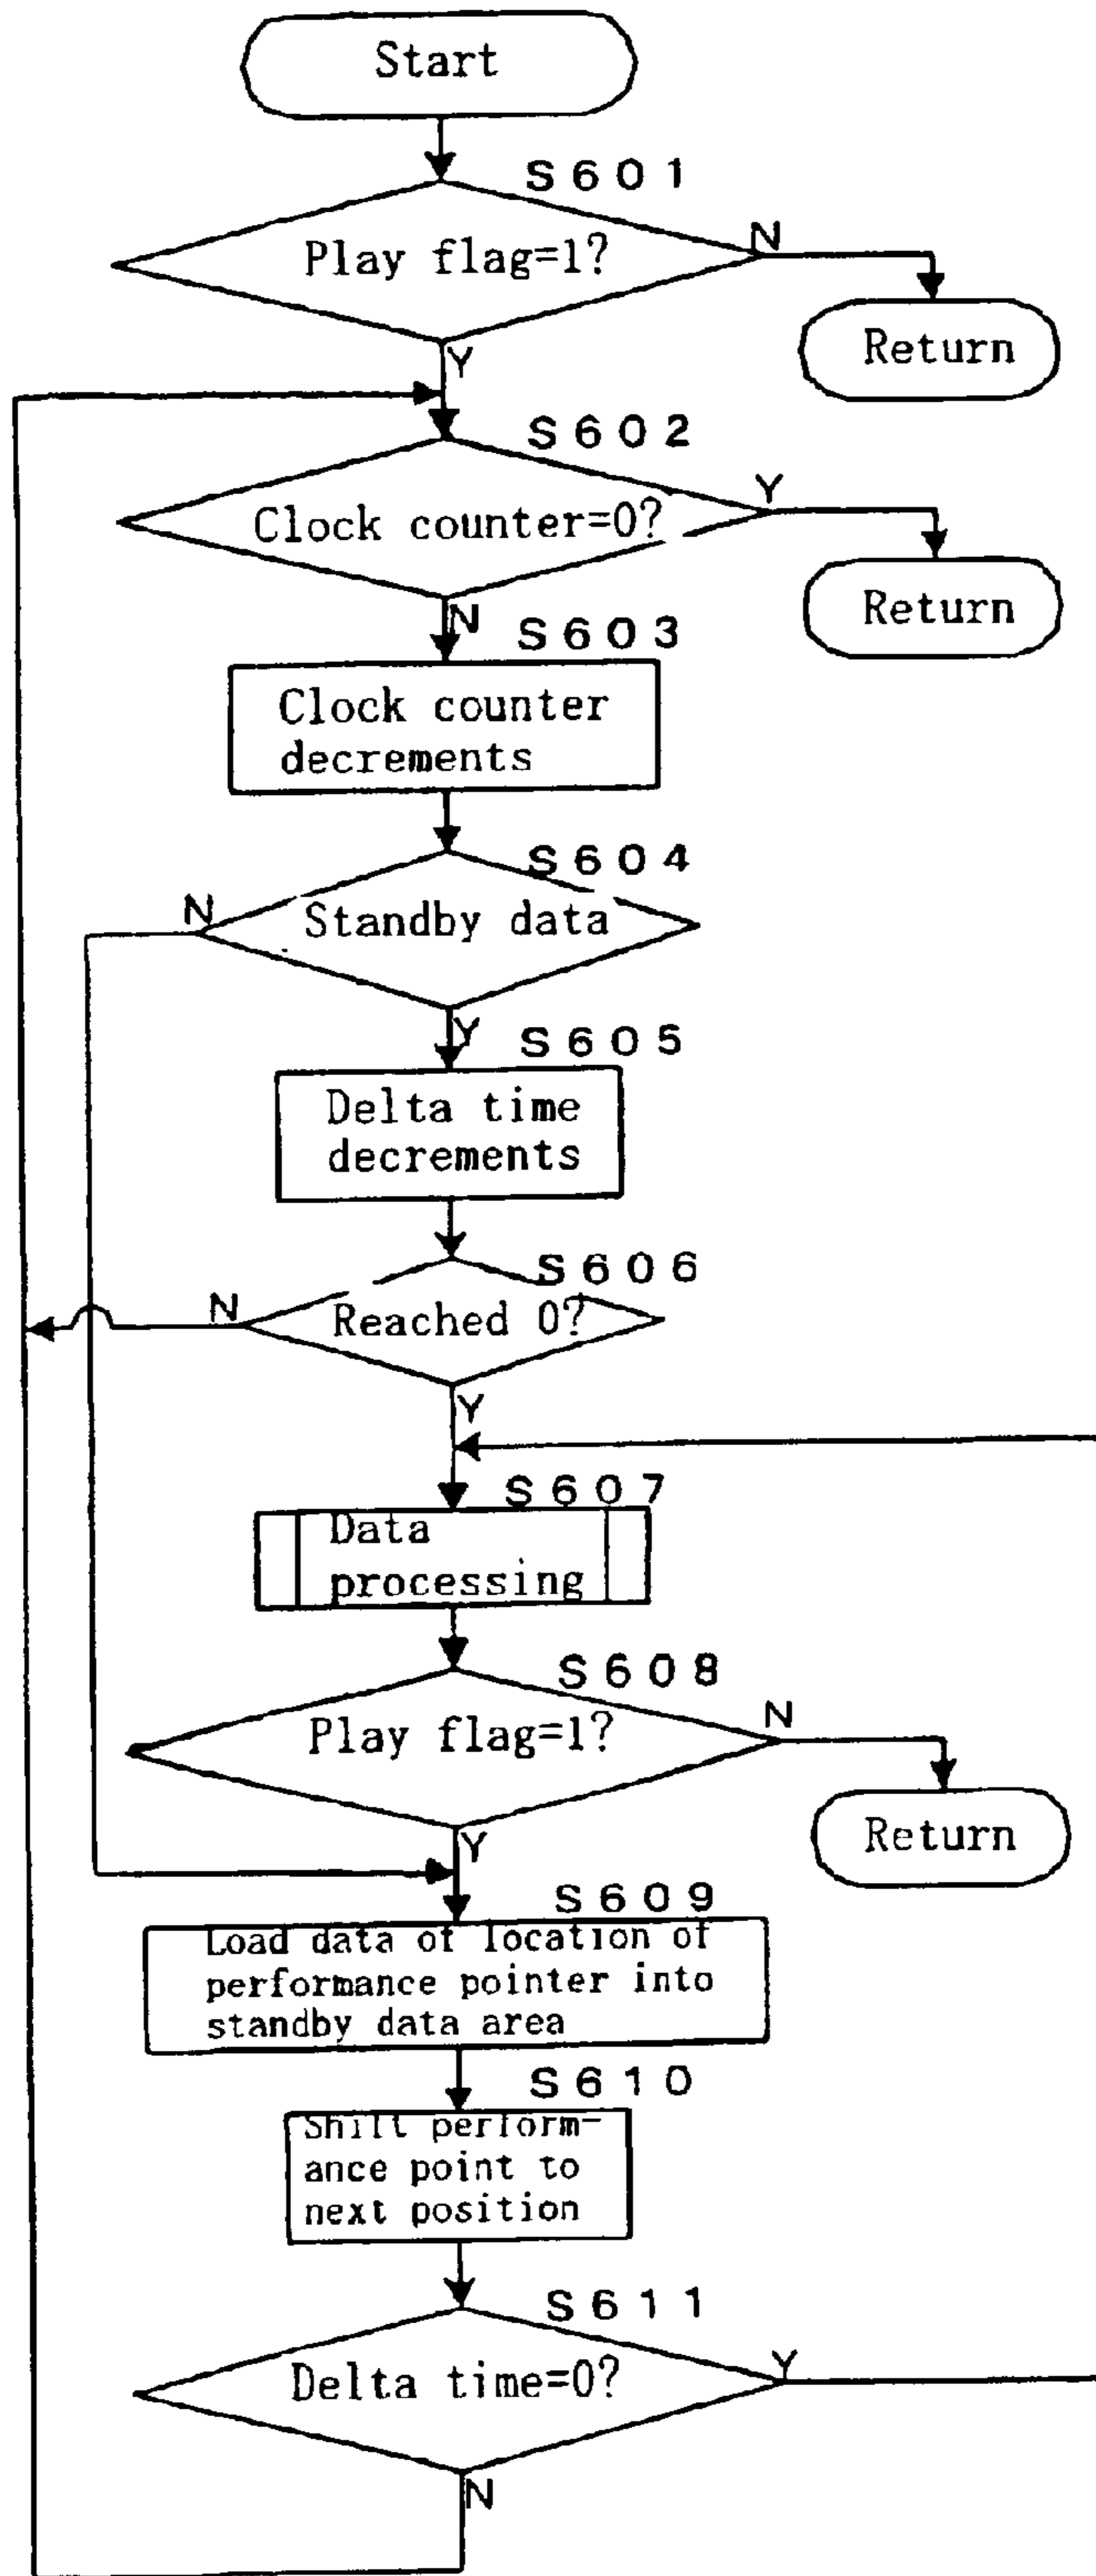 Start
S601
Play flag=1?
N
Return
Y
S602
Clock counter=0?
Y
Return
N
S603
Clock counter
decrements
S604
N
Standby data
Y
S605
Delta time
decrements
S606
N
Reached 0?
Y
S607
Data
processing
S608
Play flag=1?
N
Return
Y
S609
Load data of location of
performance pointer into
standby data area
S610
Shift perform-
ance point to
next position
S611
Delta time=0?
Y
N